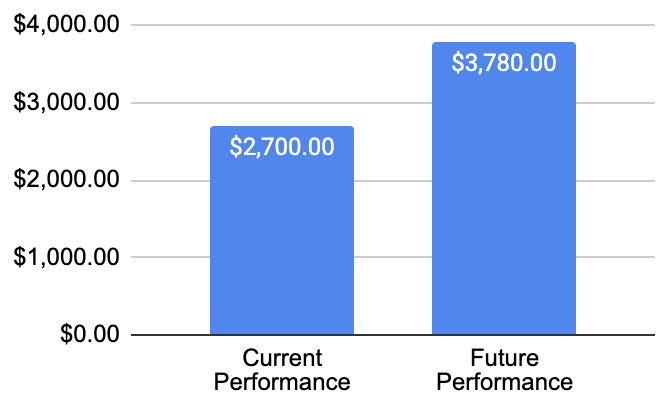 $4,000.00
$3,780.00
$3,000.00
$2,700.00
$2,000.00
$1,000.00
$0.00
Current
Performance
Future
Performance